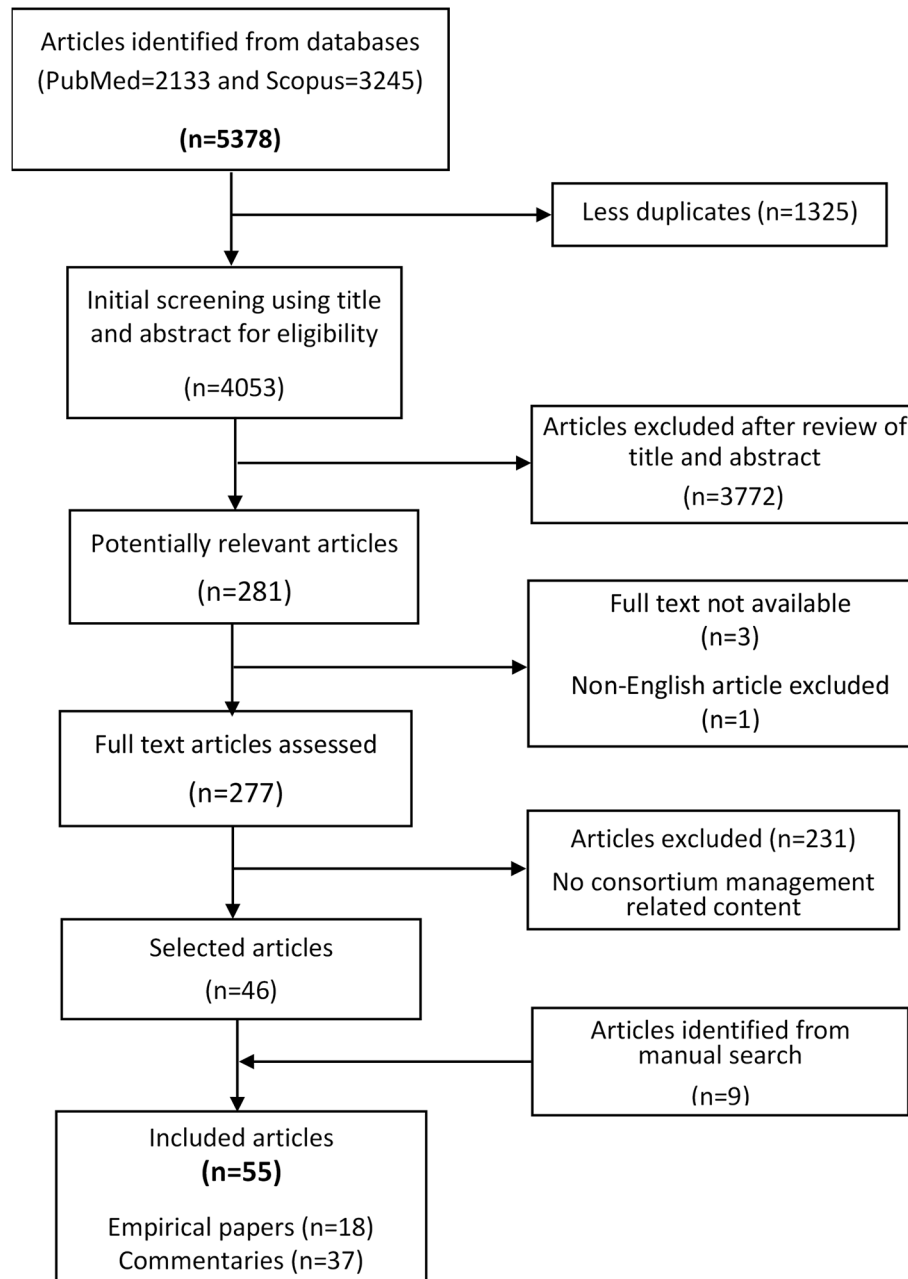 Articles identified from databases
(PubMed=2133 and Scopus=3245)
(n=5378)
Less duplicates (n=1325)
Initial screening using title
and abstract for eligibility
(n=4053)
Articles excluded after review of
title and abstract
(n=3772)
Potentially relevant articles
(n=281)
Full text not available
(n=3)
Non-English article excluded
(n=1)
Full text articles assessed
(n=277)
Articles excluded (n=231)
No consortium management
related content
Selected articles
(n=46)
Articles identified from
manual search
(n=9)
Included articles
(n=55)
Empirical papers (n=18)
Commentaries (n=37)